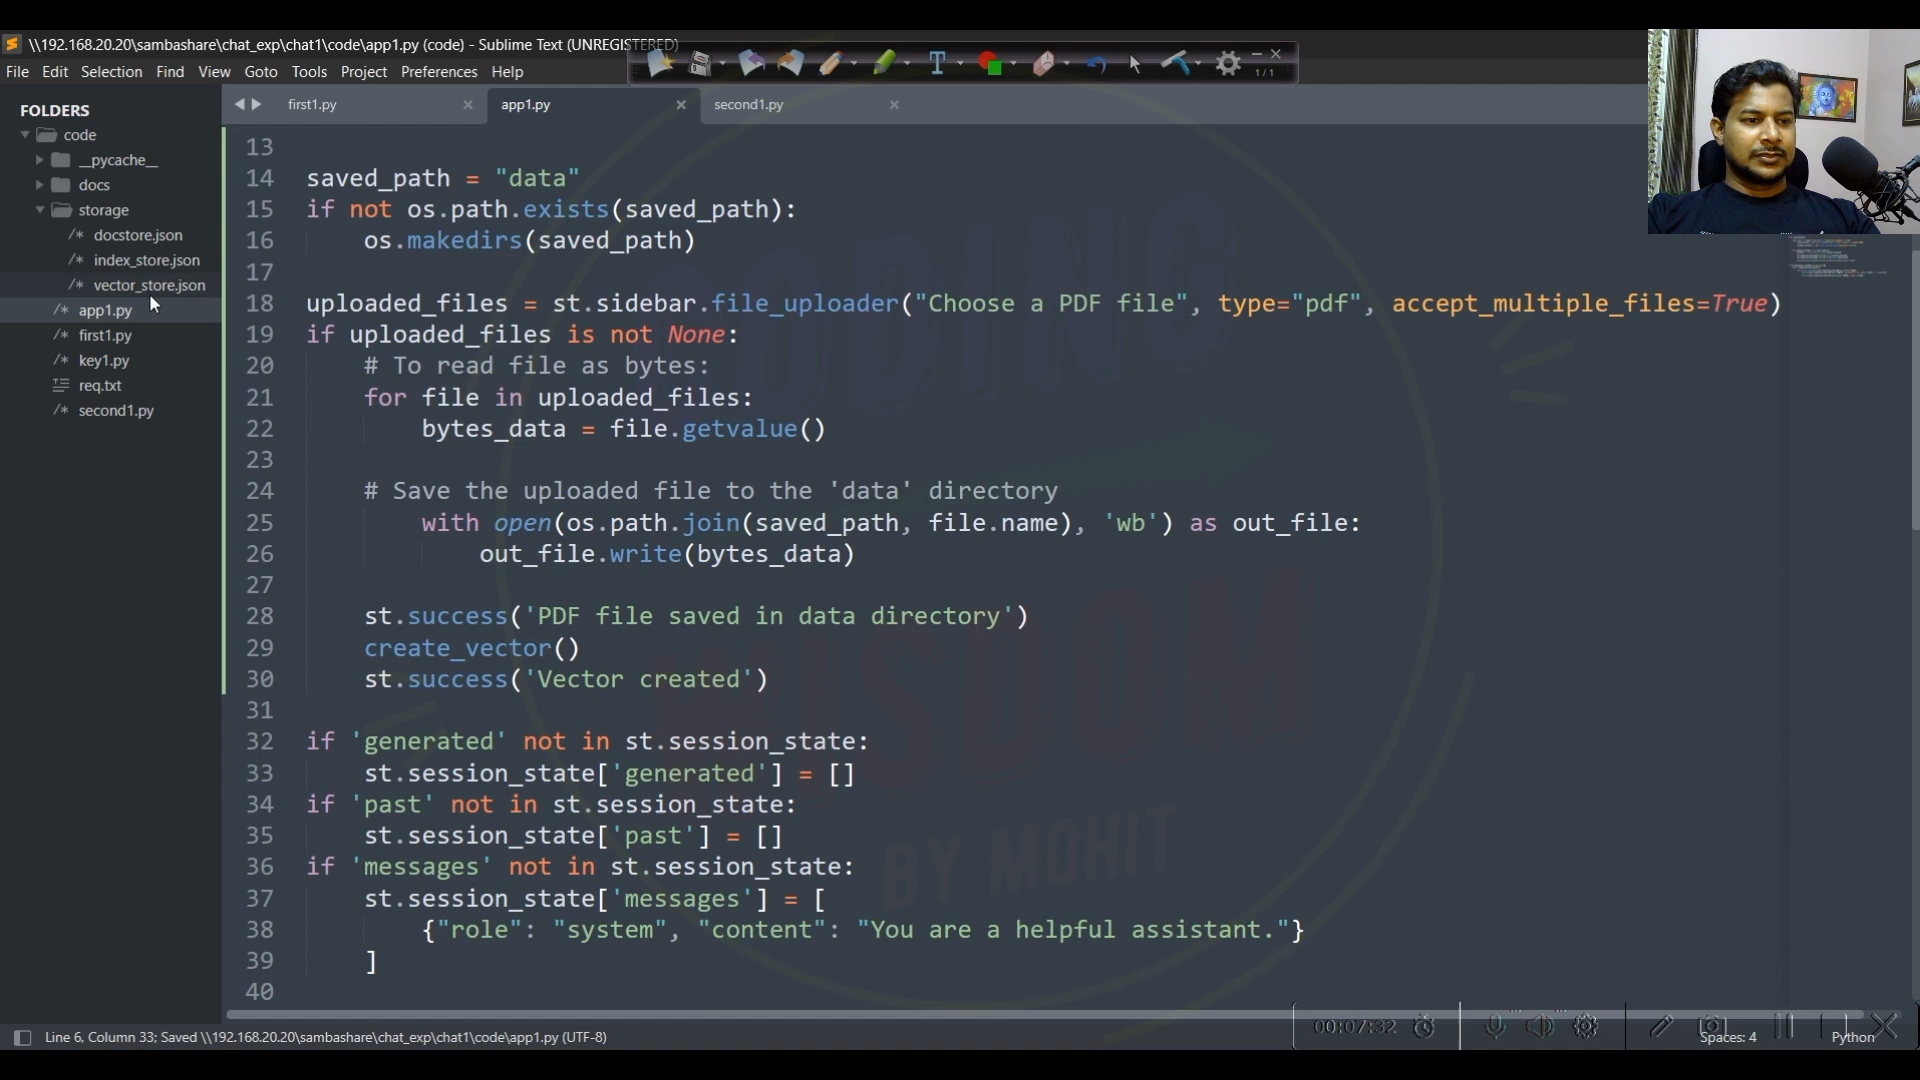 \\192.168.20.20\sambashare\chat_exp\chat1\code\app1.py (code) - Sublime Text (UNREGISTERED)
File Edit Selection Find View Goto Tools Project Preferences Help
1/1
FOLDERS
code
__pycache__
docs
storage
/* docstore.json
/* index_store.json
/* vector_store.json
/* app1.py
/* first1.py
/* key1.py
req.txt
/* second1.py
first1.py app1.py second1.py
13
14 saved_path = "data"
15 if not os.path.exists(saved_path):
16 os.makedirs(saved_path)
17
18 uploaded_files = st.sidebar.file_uploader("Choose a PDF file", type="pdf", accept_multiple_files=True)
19 if uploaded_files is not None:
20 # To read file as bytes:
21 for file in uploaded_files:
22 bytes_data = file.getvalue()
23
24 # Save the uploaded file to the 'data' directory
25 with open(os.path.join(saved_path, file.name), 'wb') as out_file:
26 out_file.write(bytes_data)
27
28 st.success('PDF file saved in data directory')
29 create_vector()
30 st.success('Vector created')
31
32 if 'generated' not in st.session_state:
33 st.session_state['generated'] = []
34 if 'past' not in st.session_state:
35 st.session_state['past'] = []
36 if 'messages' not in st.session_state:
37 st.session_state['messages'] = [
38 {"role": "system", "content": "You are a helpful assistant."}
39 ]
40
CODING
WISDOM
BY MOHIT
00:07:32
Line 6, Column 33; Saved \\192.168.20.20\sambashare\chat_exp\chat1\code\app1.py (UTF-8)
Spaces: 4
Python